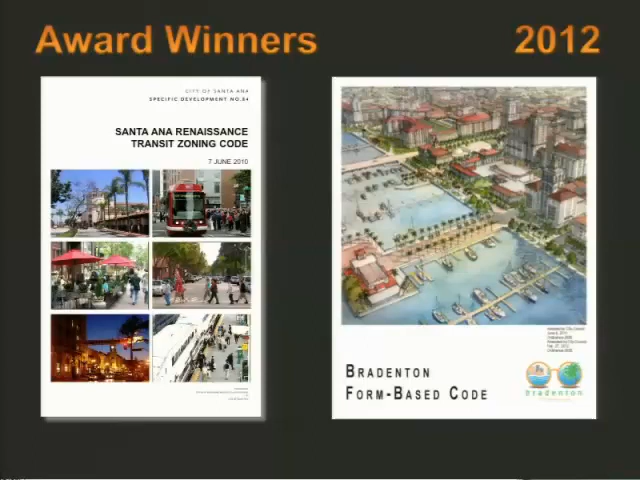 Award Winners
2012
CITY OF SANTA ANA
SPECIFIC DEVELOPMENT NO.84
SANTA ANA RENAISSANCE
TRANSIT ZONING CODE
7 JUNE 2010
BRADENTON
FORM-BASED CODE
bradenton